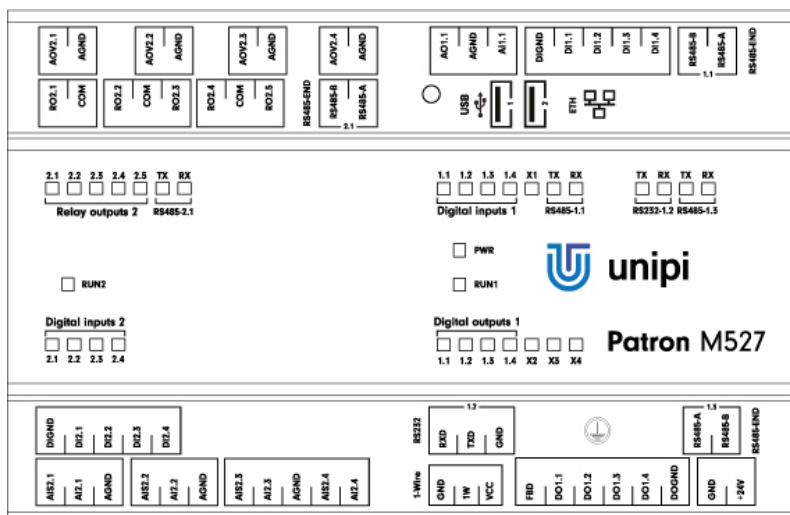 AOV2.1 AGND AOV2.2 AGND AOV2.3 AGND AOV2.4 AGND AO1.1 AGND AI1.1 DIGND DI1.1 DI1.2 DI1.3 DI1.4 RS485-B RS485-A RS485-END
1.1
RO2.1 COM RO2.2 COM RO2.3 RO2.4 COM RO2.5 RS485-END RS485-B RS485-A USB 1 2 ETH
2.1
2.1 2.2 2.3 2.4 2.5 TX RX 1.1 1.2 1.3 1.4 X1 TX RX TX RX TX RX
Relay outputs 2 RS485-2.1 Digital inputs 1 RS485-1.1 RS232-1.2 RS485-1.3
PWR
unipi
RUN2 RUN1
Digital inputs 2 Digital outputs 1
Patron M527
2.1 2.2 2.3 2.4 1.1 1.2 1.3 1.4 X2 X3 X4
1.2 1.3
DIGND DI2.1 DI2.2 DI2.3 DI2.4 RS232 RXD TXD GND RS485-A RS485-B RS485-END
AIS2.1 AI2.1 AGND AIS2.2 AI2.2 AGND AIS2.3 AI2.3 AGND AIS2.4 AI2.4 1-Wire GND 1W VCC FBD DO1.1 DO1.2 DO1.3 DO1.4 DOGND GND +24V